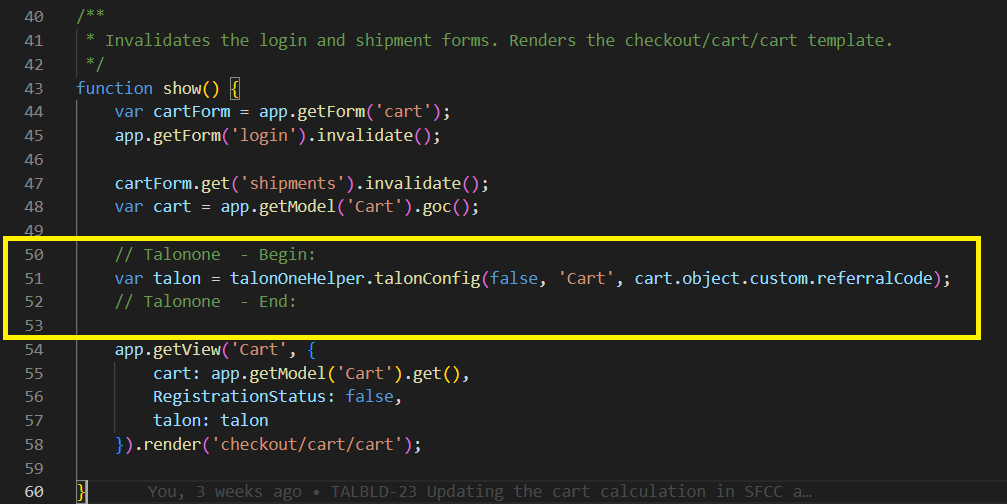 40 /**
41 * Invalidates the login and shipment forms. Renders the checkout/cart/cart template.
42 */
43 function show() {
44 var cartForm = app.getForm('cart');
45 app.getForm('login').invalidate();
46
47 cartForm.get('shipments').invalidate();
48 var cart = app.getModel('Cart').goc();
49
50 // Talonone  - Begin:
51 var talon = talonOneHelper.talonConfig(false, 'Cart', cart.object.custom.referralCode);
52 // Talonone  - End:
53
54 app.getView('Cart', {
55 cart: app.getModel('Cart').get(),
56 RegistrationStatus: false,
57 talon: talon
58 }).render('checkout/cart/cart');
59
60 } You, 3 weeks ago • TALBLD-23 Updating the cart calculation in SFCC a…